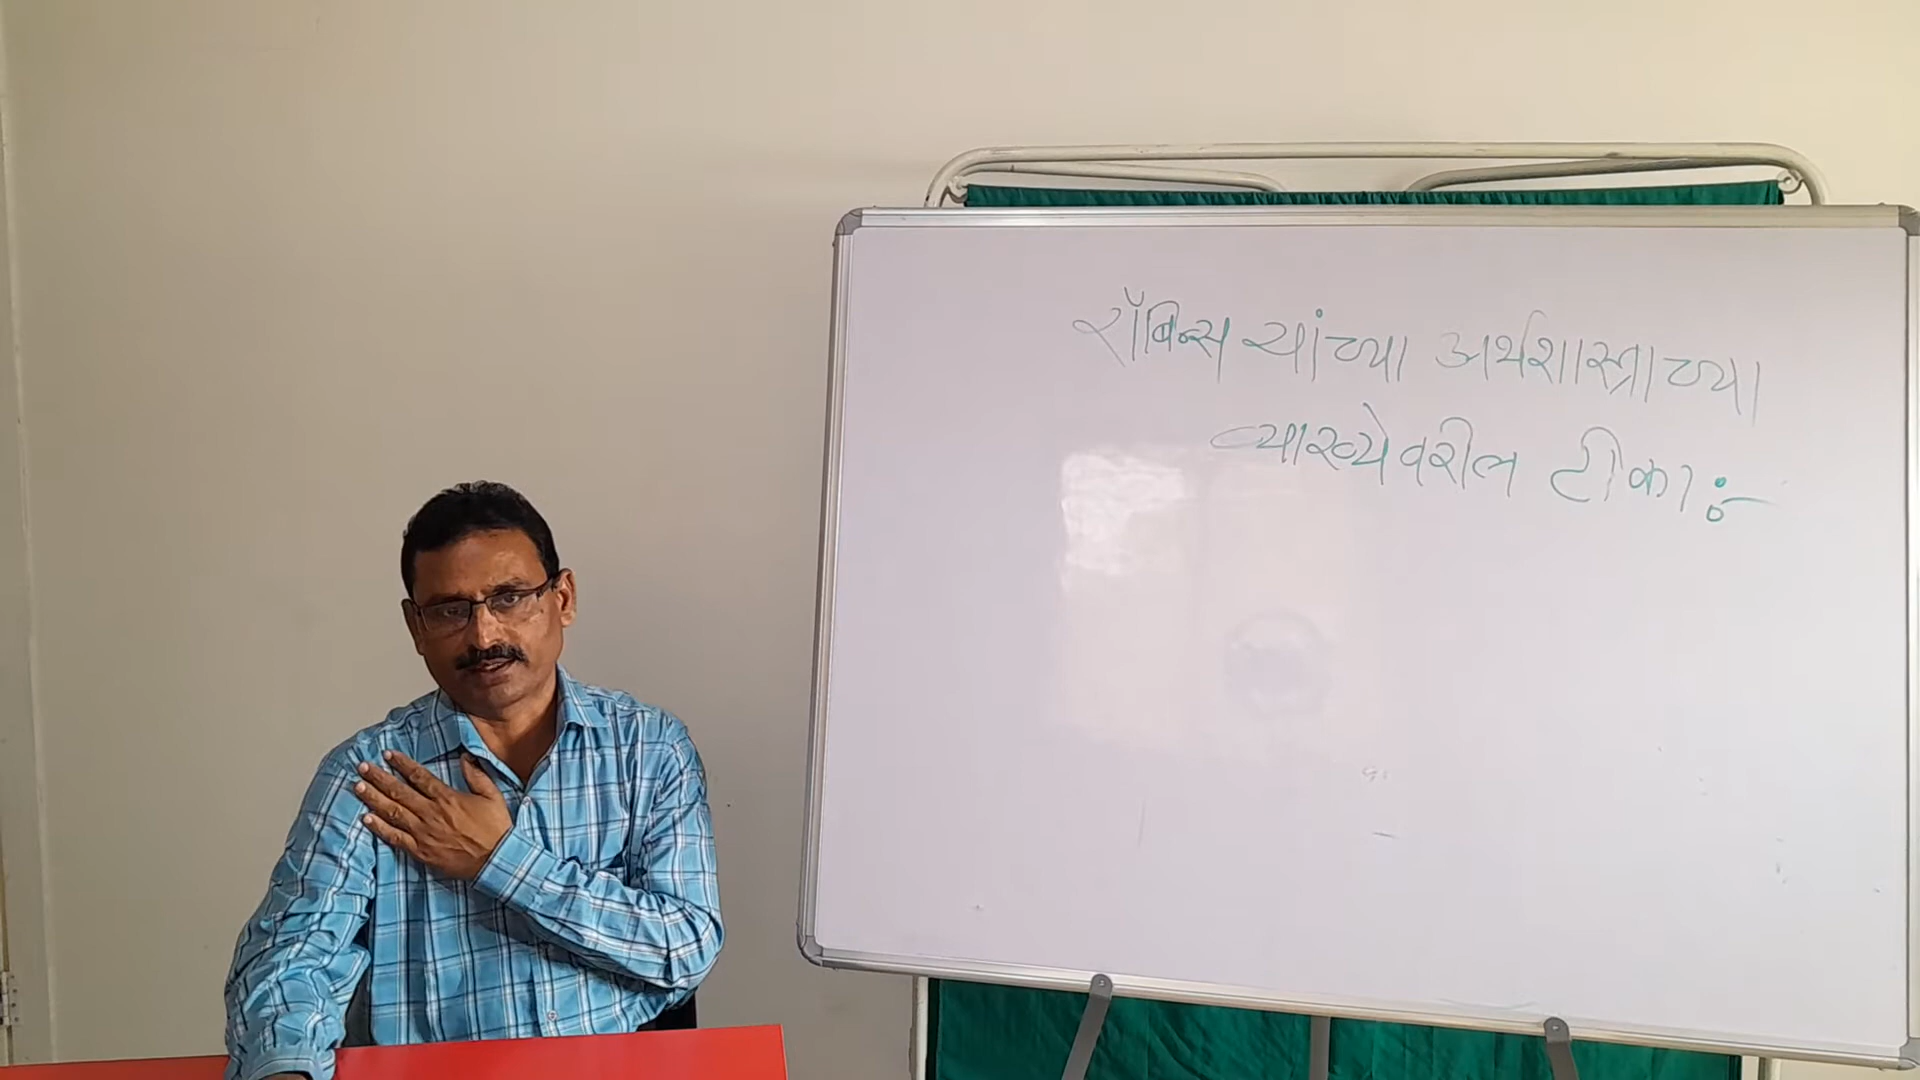 रॉबिन्स यांच्या अर्थशास्त्राच्या
व्याख्येवरील टीका :-